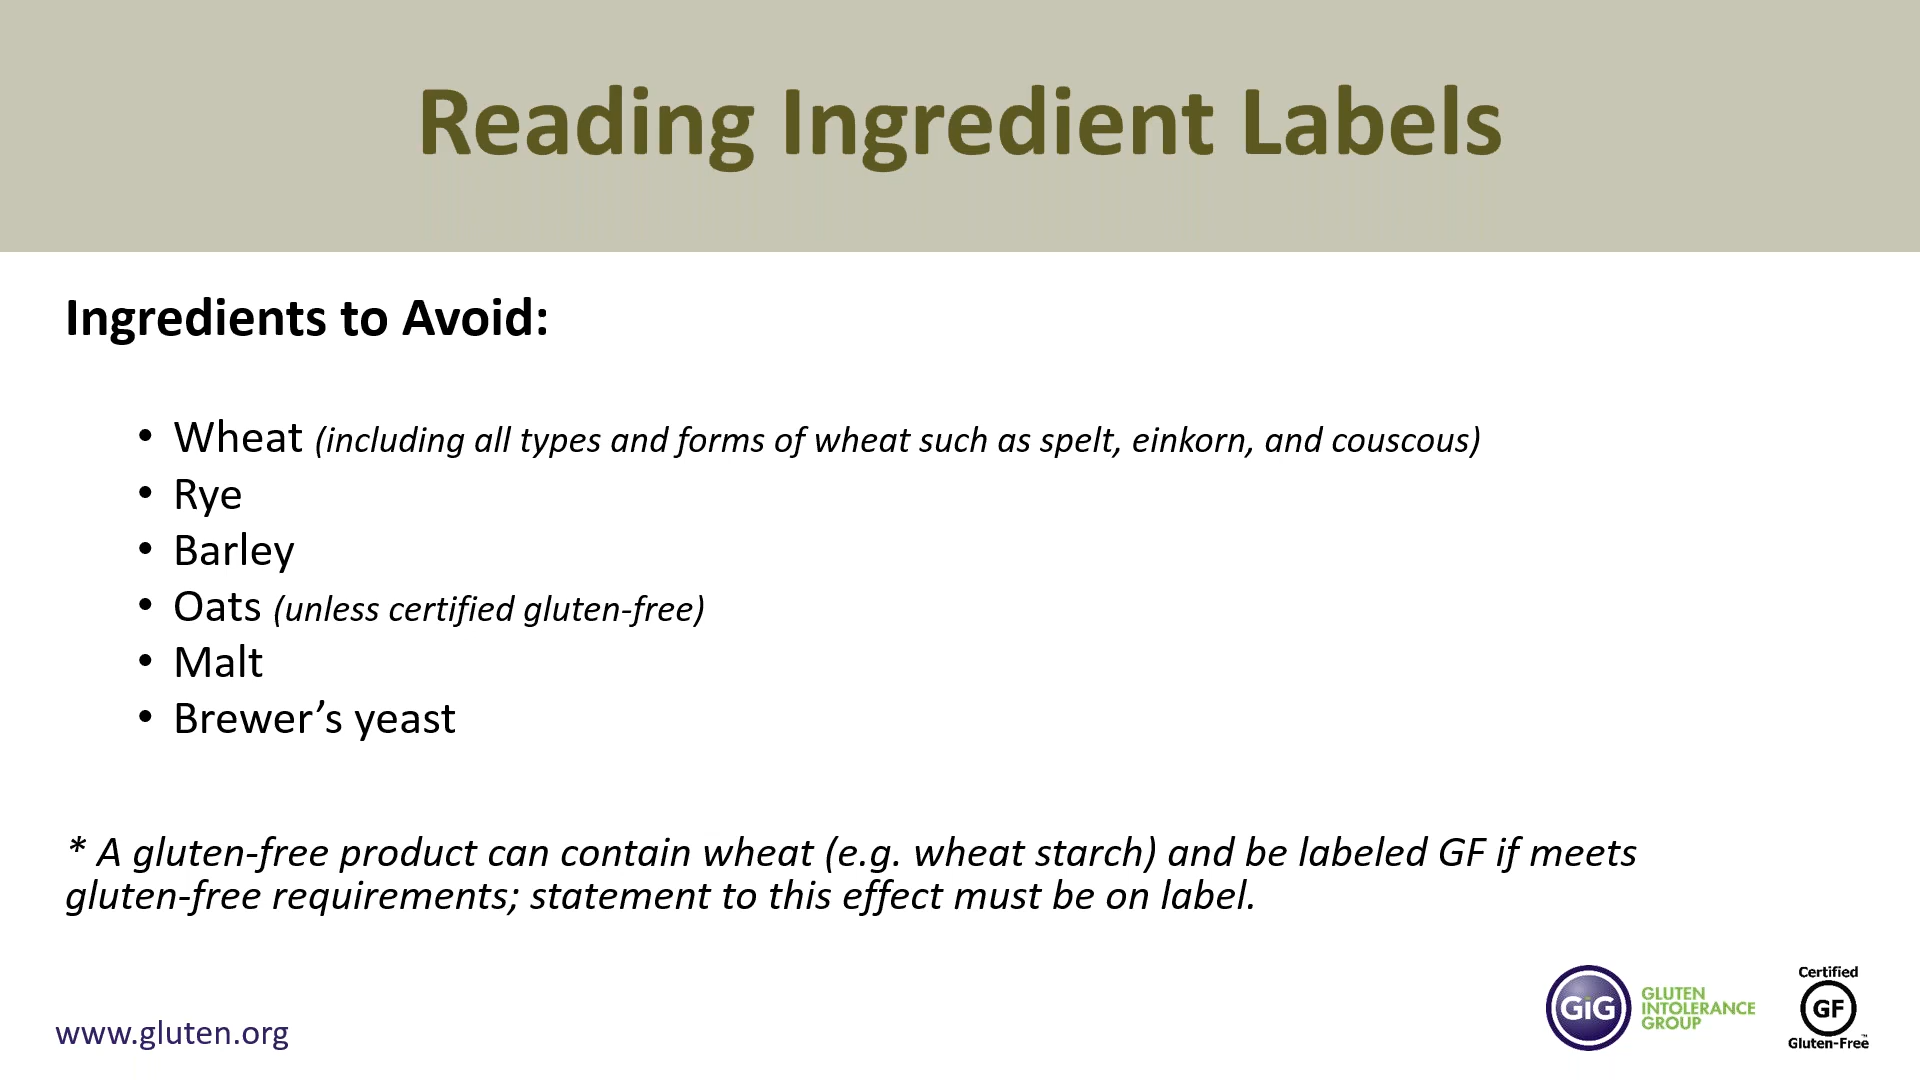 Reading Ingredient Labels
Ingredients to Avoid:
• Wheat (including all types and forms of wheat such as spelt, einkorn, and couscous)
• Rye
• Barley
• Oats (unless certified gluten-free)
• Malt
• Brewer’s yeast
* A gluten-free product can contain wheat (e.g. wheat starch) and be labeled GF if meets
gluten-free requirements; statement to this effect must be on label.
www.gluten.org
GiG
GLUTEN
INTOLERANCE
GROUP
Certified
GF
Gluten-Free™